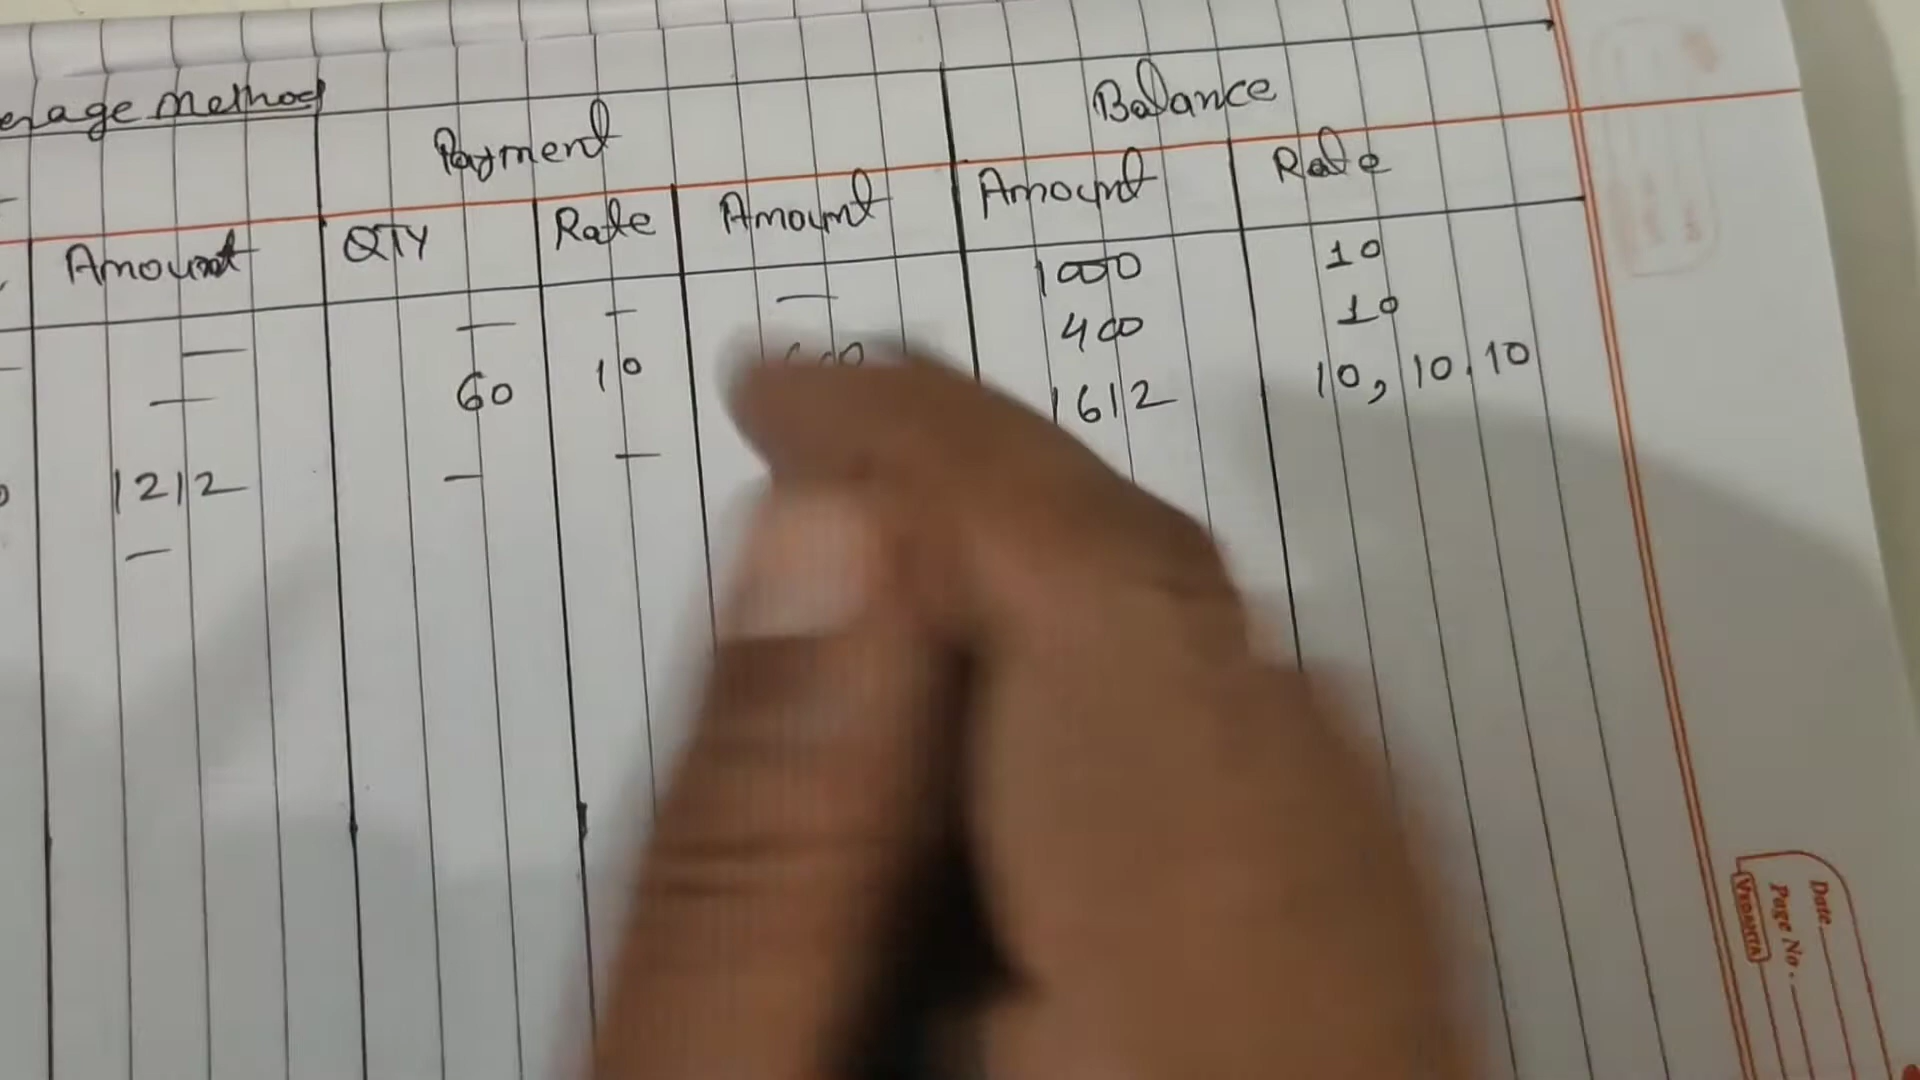 Method
Payment Balance
Amount QTY Rate Amount Amount Rate
— — — — 1000 10
— 60 10 400 10
1212 — — 1612 10, 10.10
—
Date
Page No.
VEDANTA